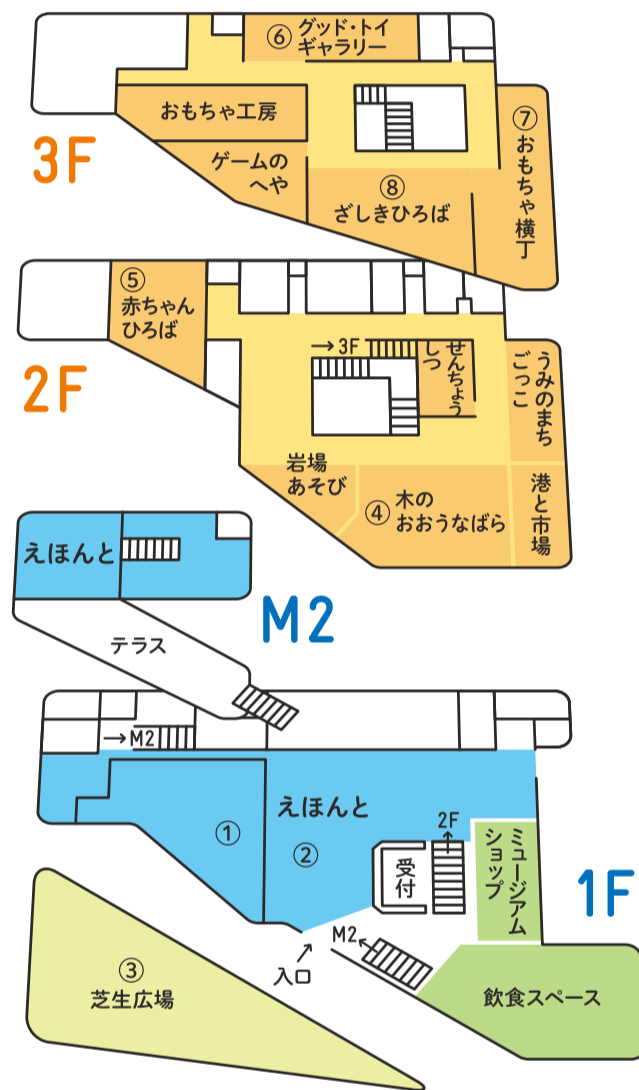 ⑥ グッド・トイ
ギャラリー
おもちゃ工房
⑦おもちゃ横丁
3F
ゲームの
へや
⑧
ざしきひろば
⑤
赤ちゃん
ひろば
→3F
せんちょう
しつ
うみのまち
ごっこ
2F
岩場
あそび
④ 木の
おおうなばら
港と市場
えほんと
M2
テラス
→M2
えほんと
①
②
2F
受付
ミュージアム
ショップ
1F
M2
入口
③
芝生広場
飲食スペース